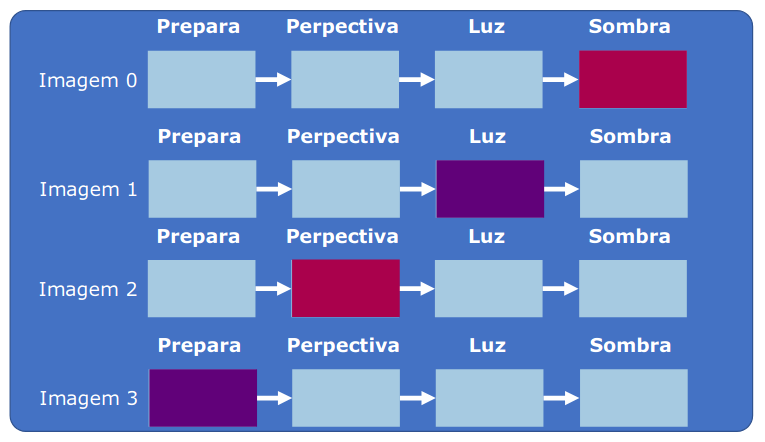 Prepara Perpectiva Luz Sombra
Imagem 0
Prepara Perpectiva Luz Sombra
Imagem 1
Prepara Perpectiva Luz Sombra
Imagem 2
Prepara Perpectiva Luz Sombra
Imagem 3